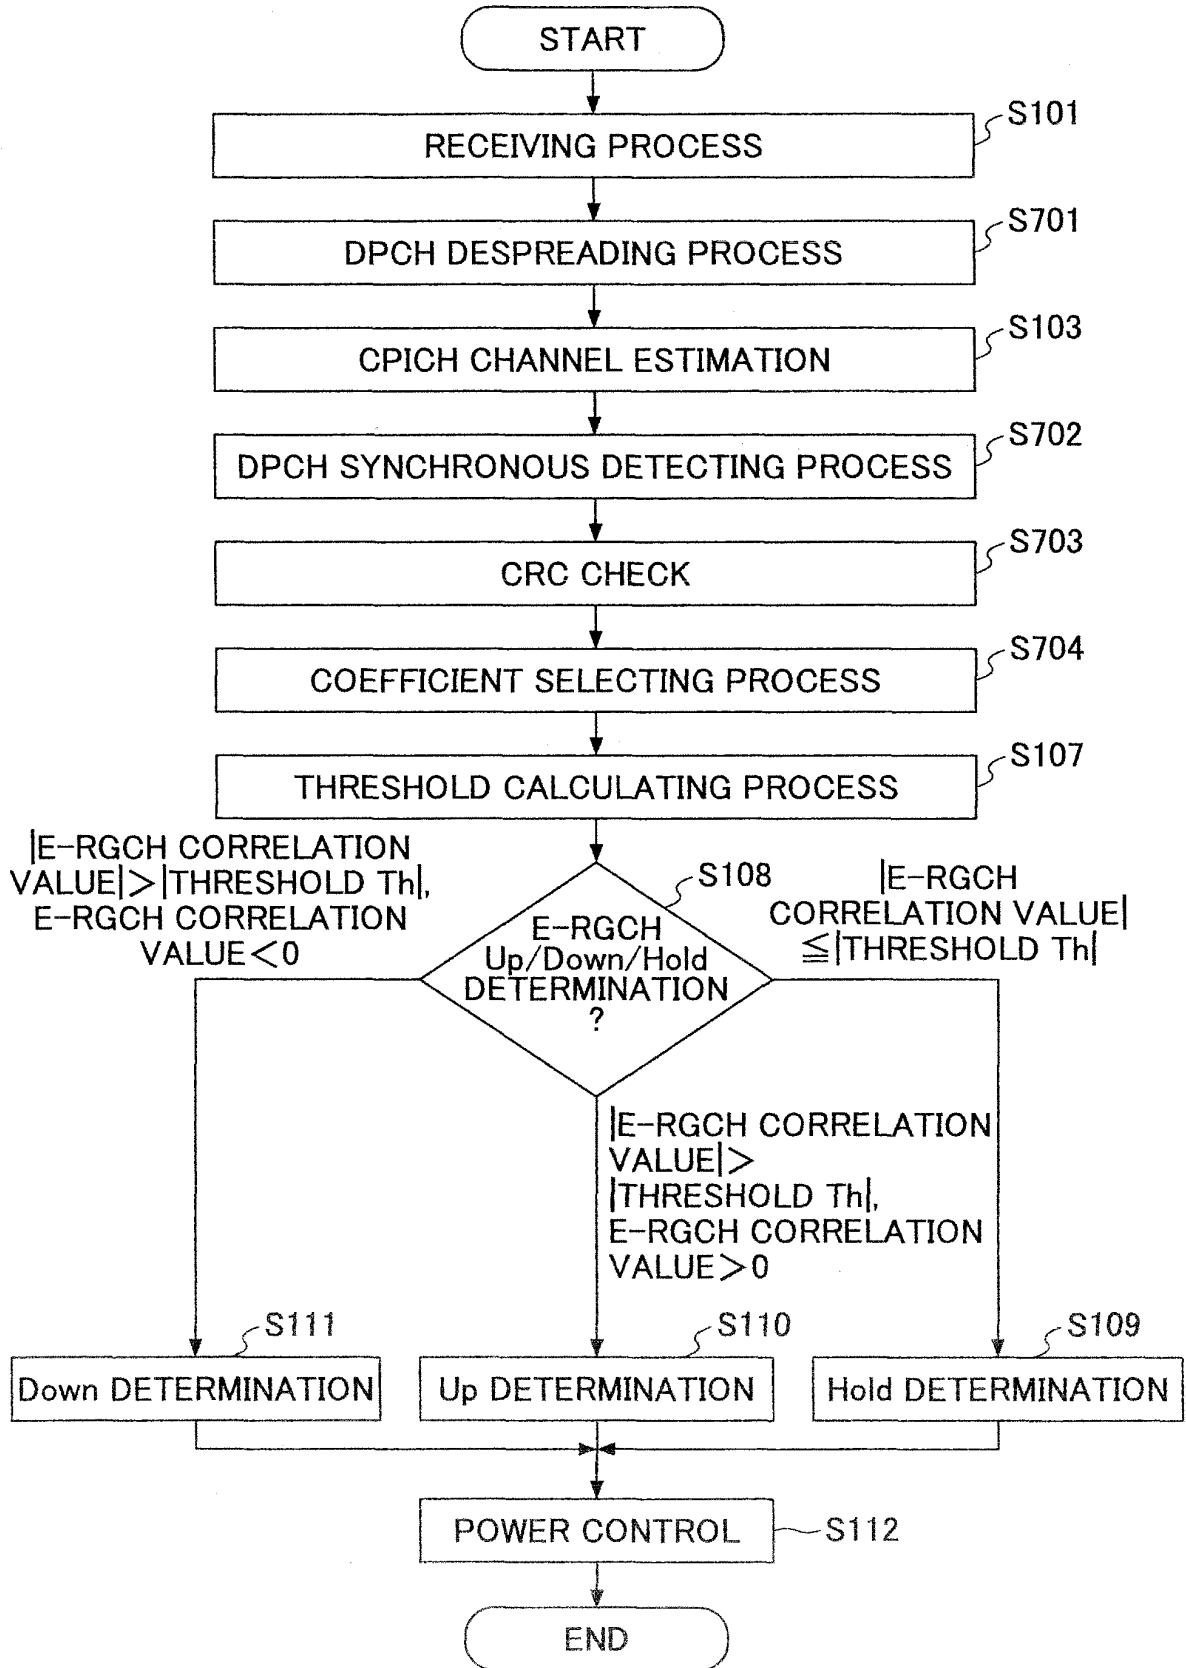 START
S101
RECEIVING PROCESS
S701
DPCH DESPREADING PROCESS
S103
CPICH CHANNEL ESTIMATION
S702
DPCH SYNCHRONOUS DETECTING PROCESS
S703
CRC CHECK
S704
COEFFICIENT SELECTING PROCESS
S107
THRESHOLD CALCULATING PROCESS
|E-RGCH CORRELATION
VALUE|>|THRESHOLD Th|,
E-RGCH CORRELATION
VALUE<0
S108
E-RGCH
Up/Down/Hold
DETERMINATION
?
|E-RGCH
CORRELATION VALUE|
≦|THRESHOLD Th|
|E-RGCH CORRELATION
VALUE|>
|THRESHOLD Th|,
E-RGCH CORRELATION
VALUE>0
S111
Down DETERMINATION
S110
Up DETERMINATION
S109
Hold DETERMINATION
POWER CONTROL
S112
END